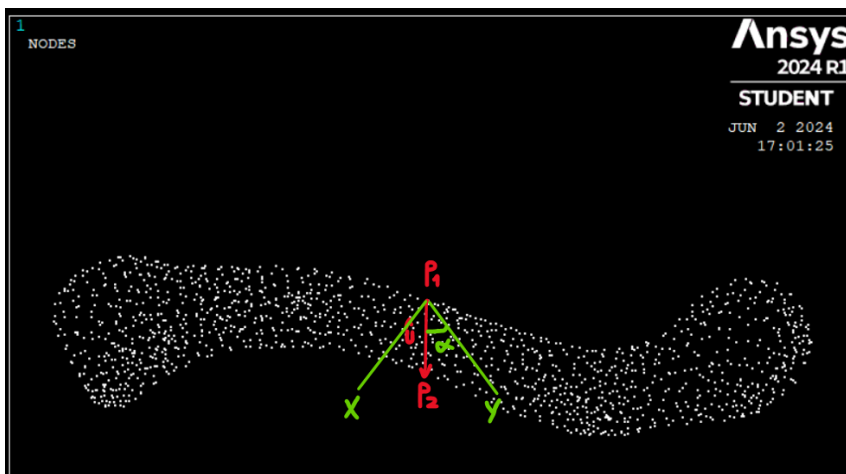 1
NODES
Ansys
2024 R1
STUDENT
JUN 2 2024
17:01:25
P1
U
α
P2
X
Y